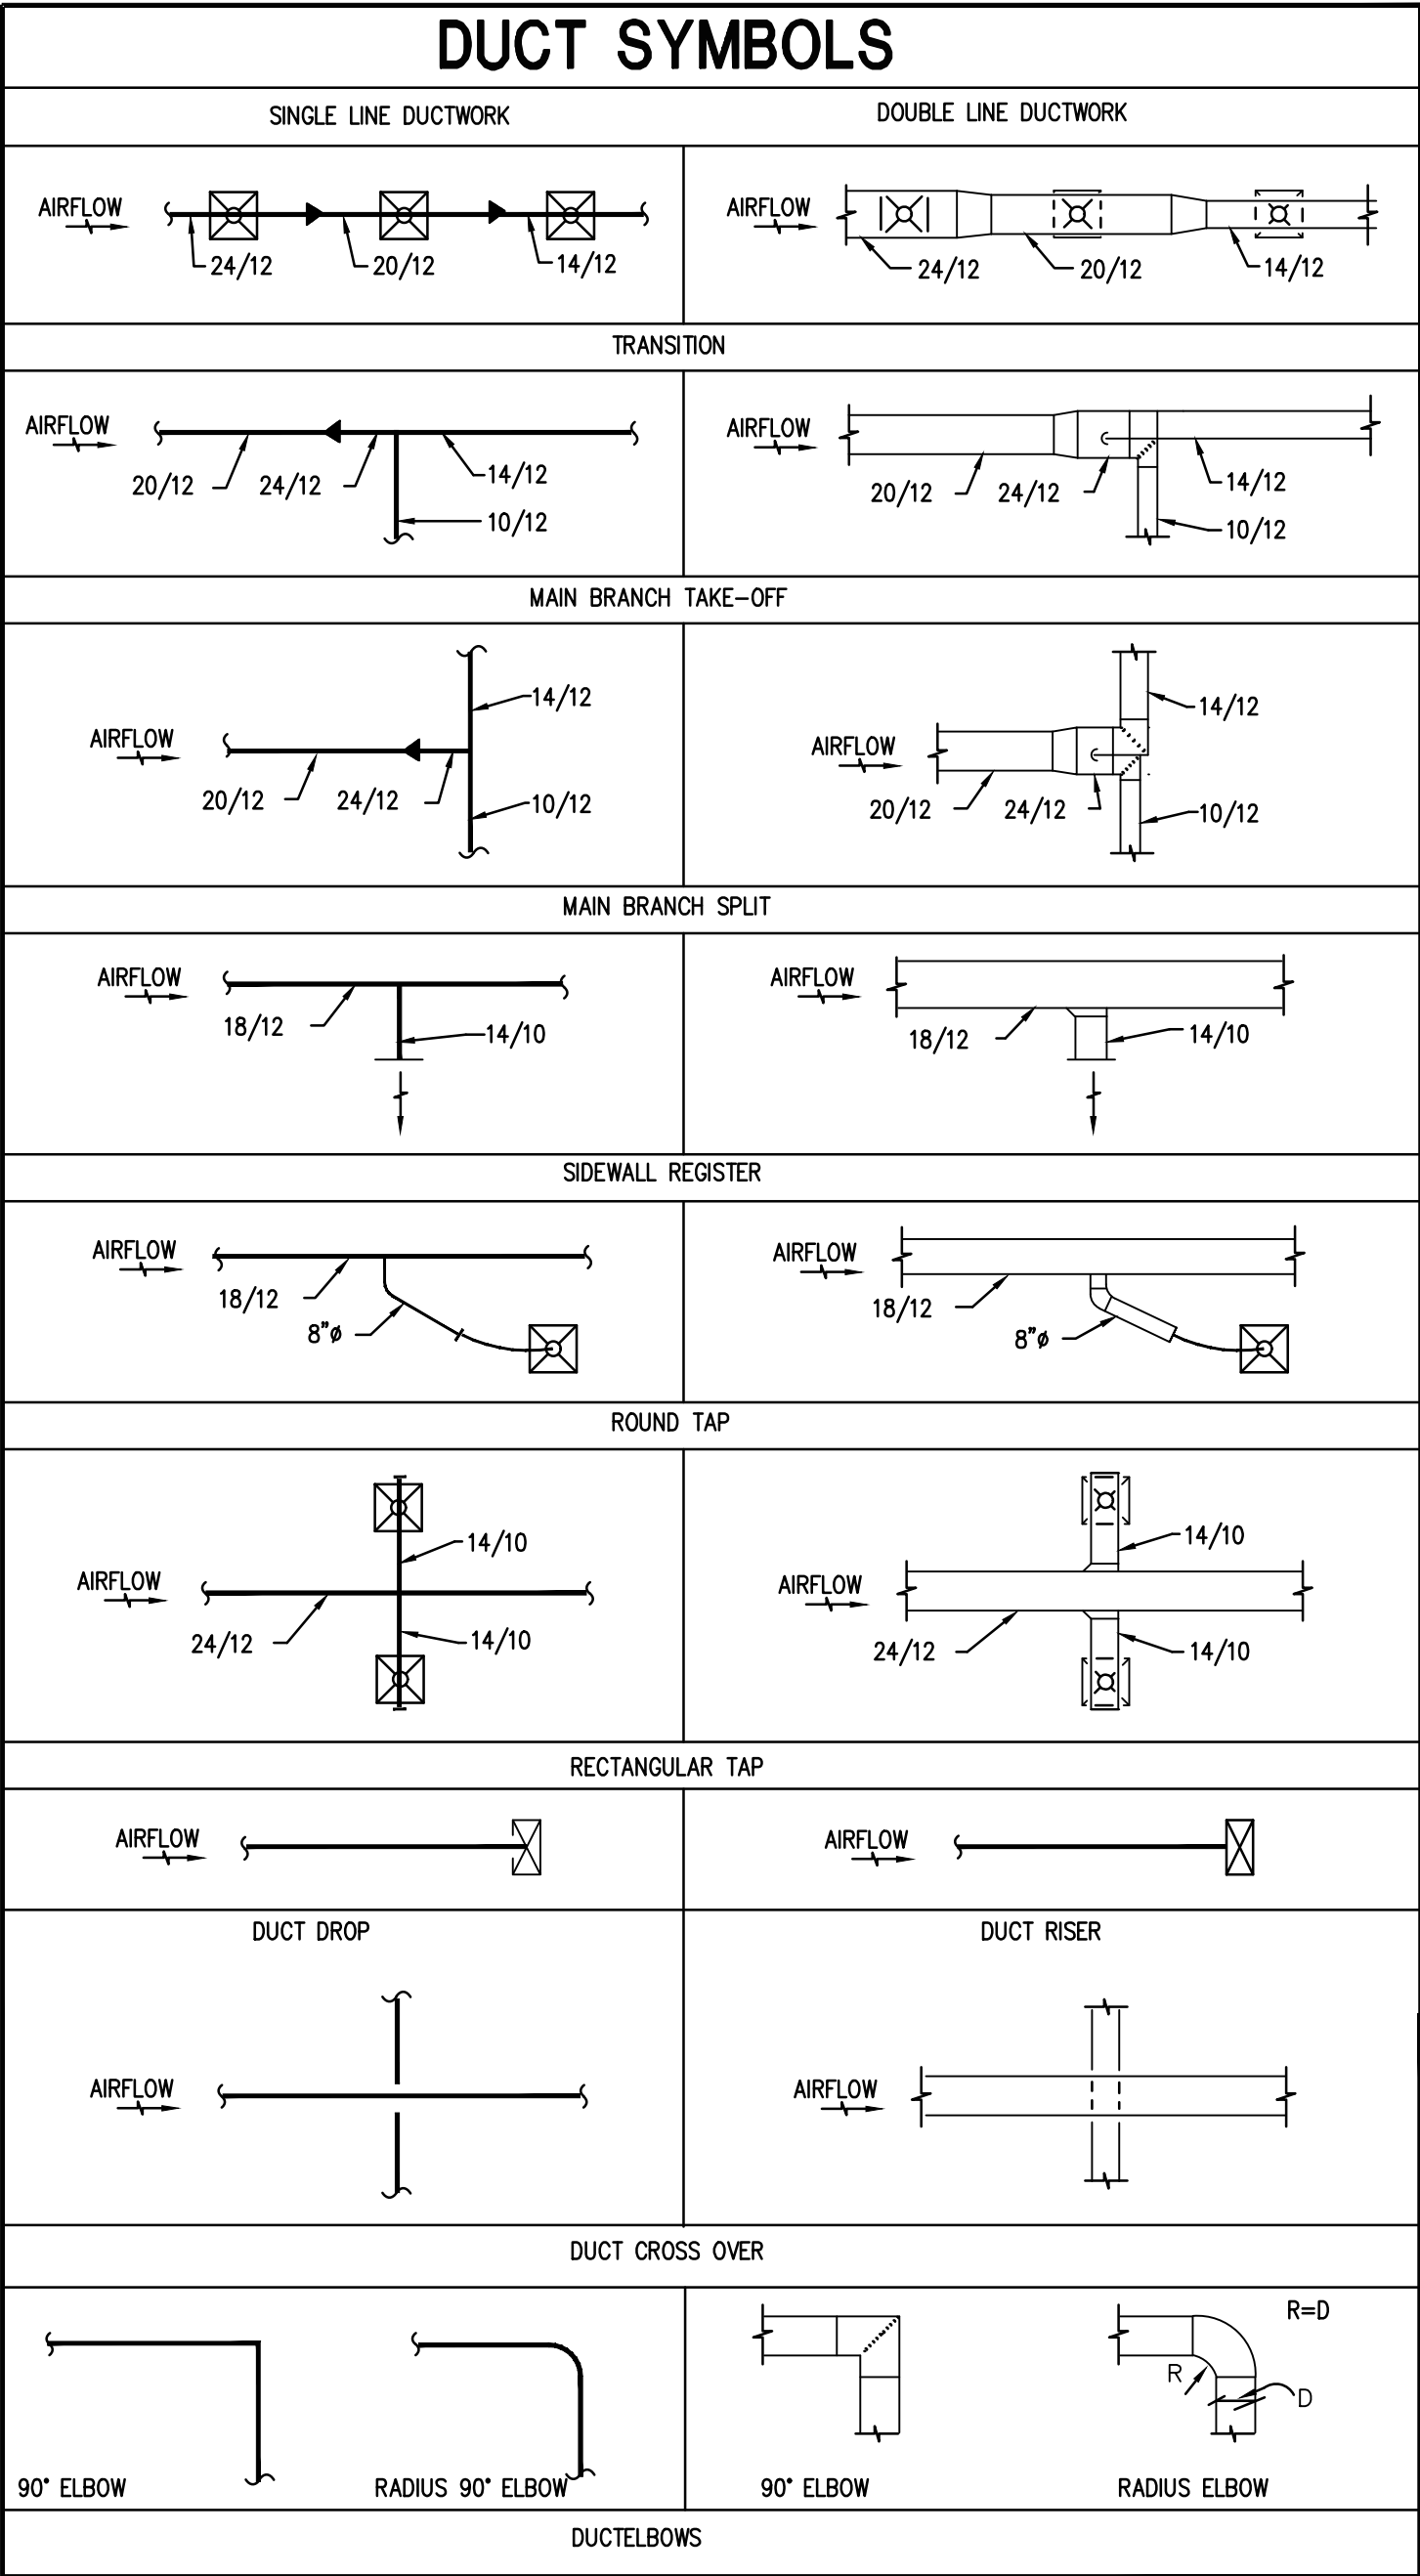 DUCT SYMBOLS
SINGLE LINE DUCTWORK
DOUBLE LINE DUCTWORK
AIRFLOW
24/12
20/12
14/12
AIRFLOW
24/12
20/12
14/12
TRANSITION
AIRFLOW
20/12
24/12
14/12
10/12
AIRFLOW
20/12
24/12
14/12
10/12
MAIN BRANCH TAKE-OFF
AIRFLOW
14/12
20/12
24/12
10/12
AIRFLOW
14/12
20/12
24/12
10/12
MAIN BRANCH SPLIT
AIRFLOW
18/12
14/10
AIRFLOW
18/12
14/10
SIDEWALL REGISTER
AIRFLOW
18/12
8"ø
AIRFLOW
18/12
8"ø
ROUND TAP
14/10
AIRFLOW
24/12
14/10
14/10
AIRFLOW
24/12
14/10
RECTANGULAR TAP
AIRFLOW
AIRFLOW
DUCT DROP
DUCT RISER
AIRFLOW
AIRFLOW
DUCT CROSS OVER
R=D
R
D
90° ELBOW
RADIUS 90° ELBOW
90° ELBOW
RADIUS ELBOW
DUCTELBOWS